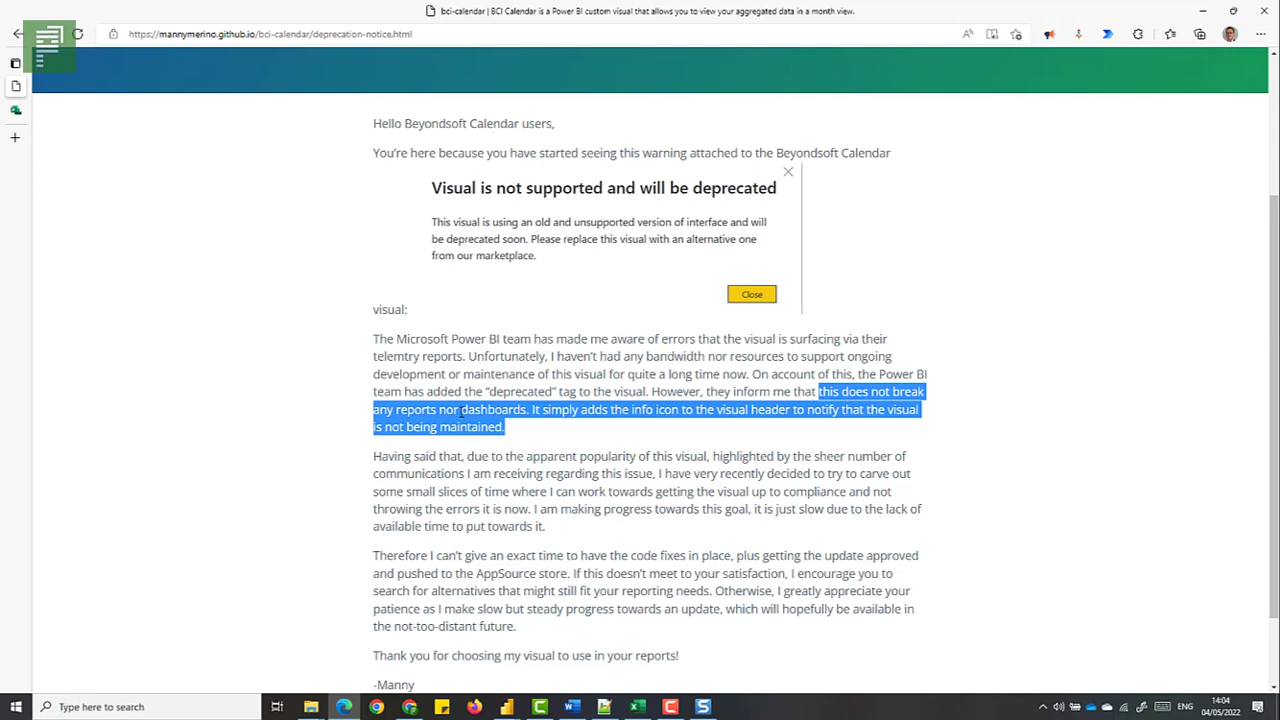 bci-calendar | BCI Calendar is a Power BI custom visual that allows you to view your aggregated data in a month view.
https://mannymerino.github.io/bci-calendar/deprecation-notice.html
Hello Beyondsoft Calendar users,
You're here because you have started seeing this warning attached to the Beyondsoft Calendar
Visual is not supported and will be deprecated
This visual is using an old and unsupported version of interface and will
be deprecated soon. Please replace this visual with an alternative one
from our marketplace.
Close
visual:
The Microsoft Power BI team has made me aware of errors that the visual is surfacing via their
telemtry reports. Unfortunately, I haven't had any bandwidth nor resources to support ongoing
development or maintenance of this visual for quite a long time now. On account of this, the Power BI
team has added the “deprecated” tag to the visual. However, they inform me that this does not break
any reports nor dashboards. It simply adds the info icon to the visual header to notify that the visual
is not being maintained.
Having said that, due to the apparent popularity of this visual, highlighted by the sheer number of
communications I am receiving regarding this issue, I have very recently decided to try to carve out
some small slices of time where I can work towards getting the visual up to compliance and not
throwing the errors it is now. I am making progress towards this goal, it is just slow due to the lack of
available time to put towards it.
Therefore I can't give an exact time to have the code fixes in place, plus getting the update approved
and pushed to the AppSource store. If this doesn't meet to your satisfaction, I encourage you to
search for alternatives that might still fit your reporting needs. Otherwise, I greatly appreciate your
patience as I make slow but steady progress towards an update, which will hopefully be available in
the not-too-distant future.
Thank you for choosing my visual to use in your reports!
-Manny
Type here to search
ENG
14:04
04/05/2022